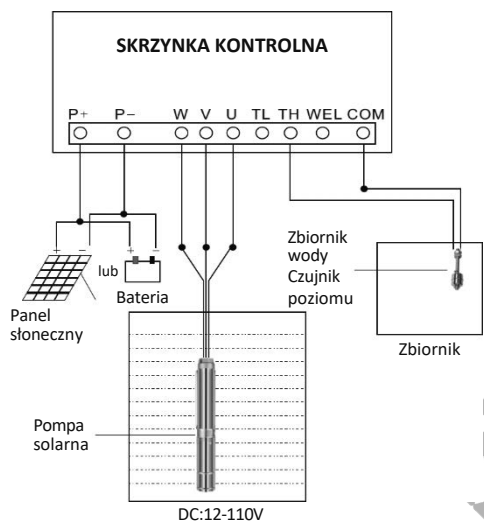 SKRZYNKA KONTROLNA
P+ P− W V U TL TH WEL COM
+ − + −
lub
Bateria
Panel
słoneczny
Zbiornik
wody
Czujnik
poziomu
Zbiornik
Pompa
solarna
DC:12-110V